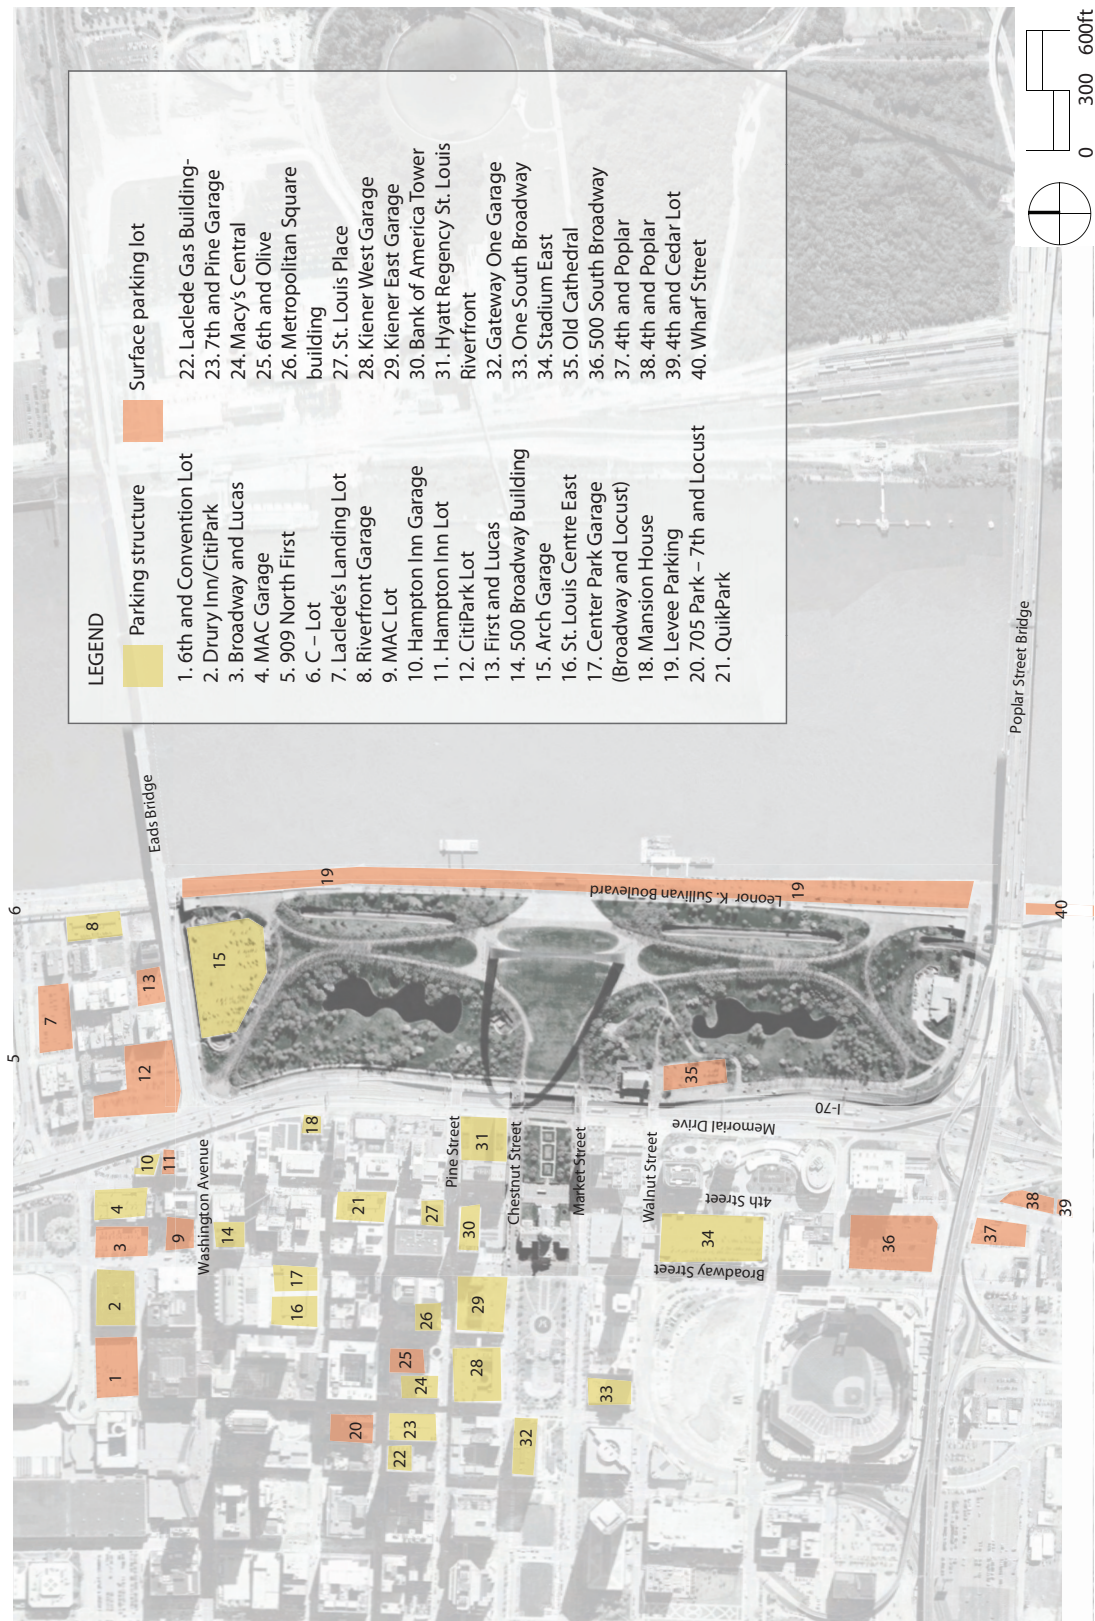 LEGEND
Parking structure
Surface parking lot
1. 6th and Convention Lot
2. Drury Inn/CitiPark
3. Broadway and Lucas
4. MAC Garage
5. 909 North First
6. C – Lot
7. Laclede's Landing Lot
8. Riverfront Garage
9. MAC Lot
10. Hampton Inn Garage
11. Hampton Inn Lot
12. CitiPark Lot
13. First and Lucas
14. 500 Broadway Building
15. Arch Garage
16. St. Louis Centre East
17. Center Park Garage
(Broadway and Locust)
18. Mansion House
19. Levee Parking
20. 705 Park – 7th and Locust
21. QuikPark
22. Laclede Gas Building-
23. 7th and Pine Garage
24. Macy's Central
25. 6th and Olive
26. Metropolitan Square
building
27. St. Louis Place
28. Kiener West Garage
29. Kiener East Garage
30. Bank of America Tower
31. Hyatt Regency St. Louis
Riverfront
32. Gateway One Garage
33. One South Broadway
34. Stadium East
35. Old Cathedral
36. 500 South Broadway
37. 4th and Poplar
38. 4th and Poplar
39. 4th and Cedar Lot
40. Wharf Street
5
6
1
2
3
4
7
8
9
10
11
12
13
Eads Bridge
Washington Avenue
14
15
16
17
18
19
20
21
22
23
24
25
26
27
Pine Street
28
29
30
31
Chestnut Street
32
Market Street
33
Walnut Street
34
35
Leonor K. Sullivan Boulevard
19
Memorial Drive
I-70
4th Street
Broadway Street
36
37
38
39
40
Poplar Street Bridge
0 300 600ft